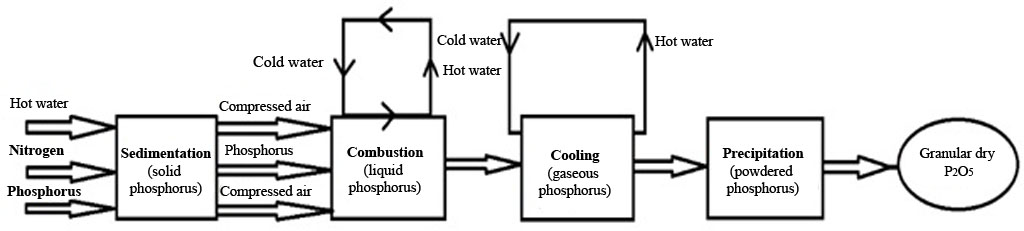 Cold water
Hot water
Cold water
Hot water
Hot water
Nitrogen
Phosphorus
Sedimentation
(solid
phosphorus)
Compressed air
Phosphorus
Compressed air
Combustion
(liquid
phosphorus)
Cooling
(gaseous
phosphorus)
Precipitation
(powdered
phosphorus)
Granular dry
P2O5